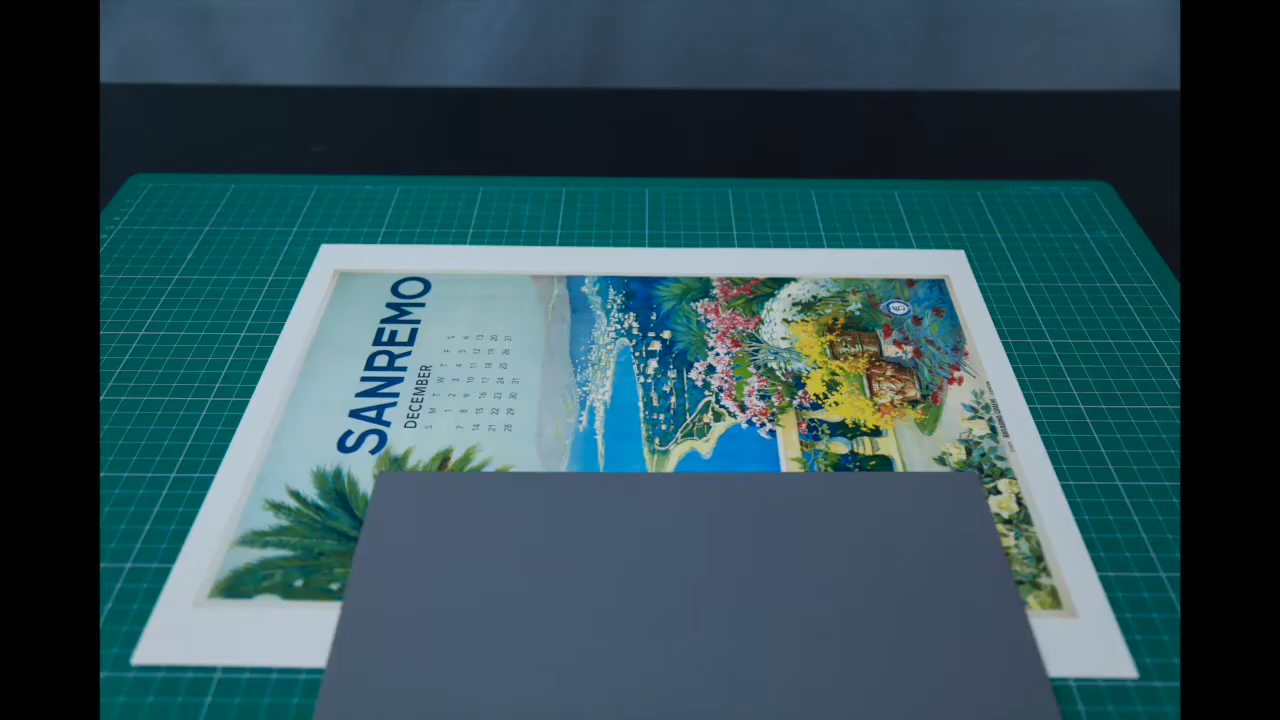 SANREMO
DECEMBER
S M T W T F S
1 2 3 4 5 6
7 8 9 10 11 12 13
14 15 16 17 18 19 20
21 22 23 24 25 26 27
28 29 30 31